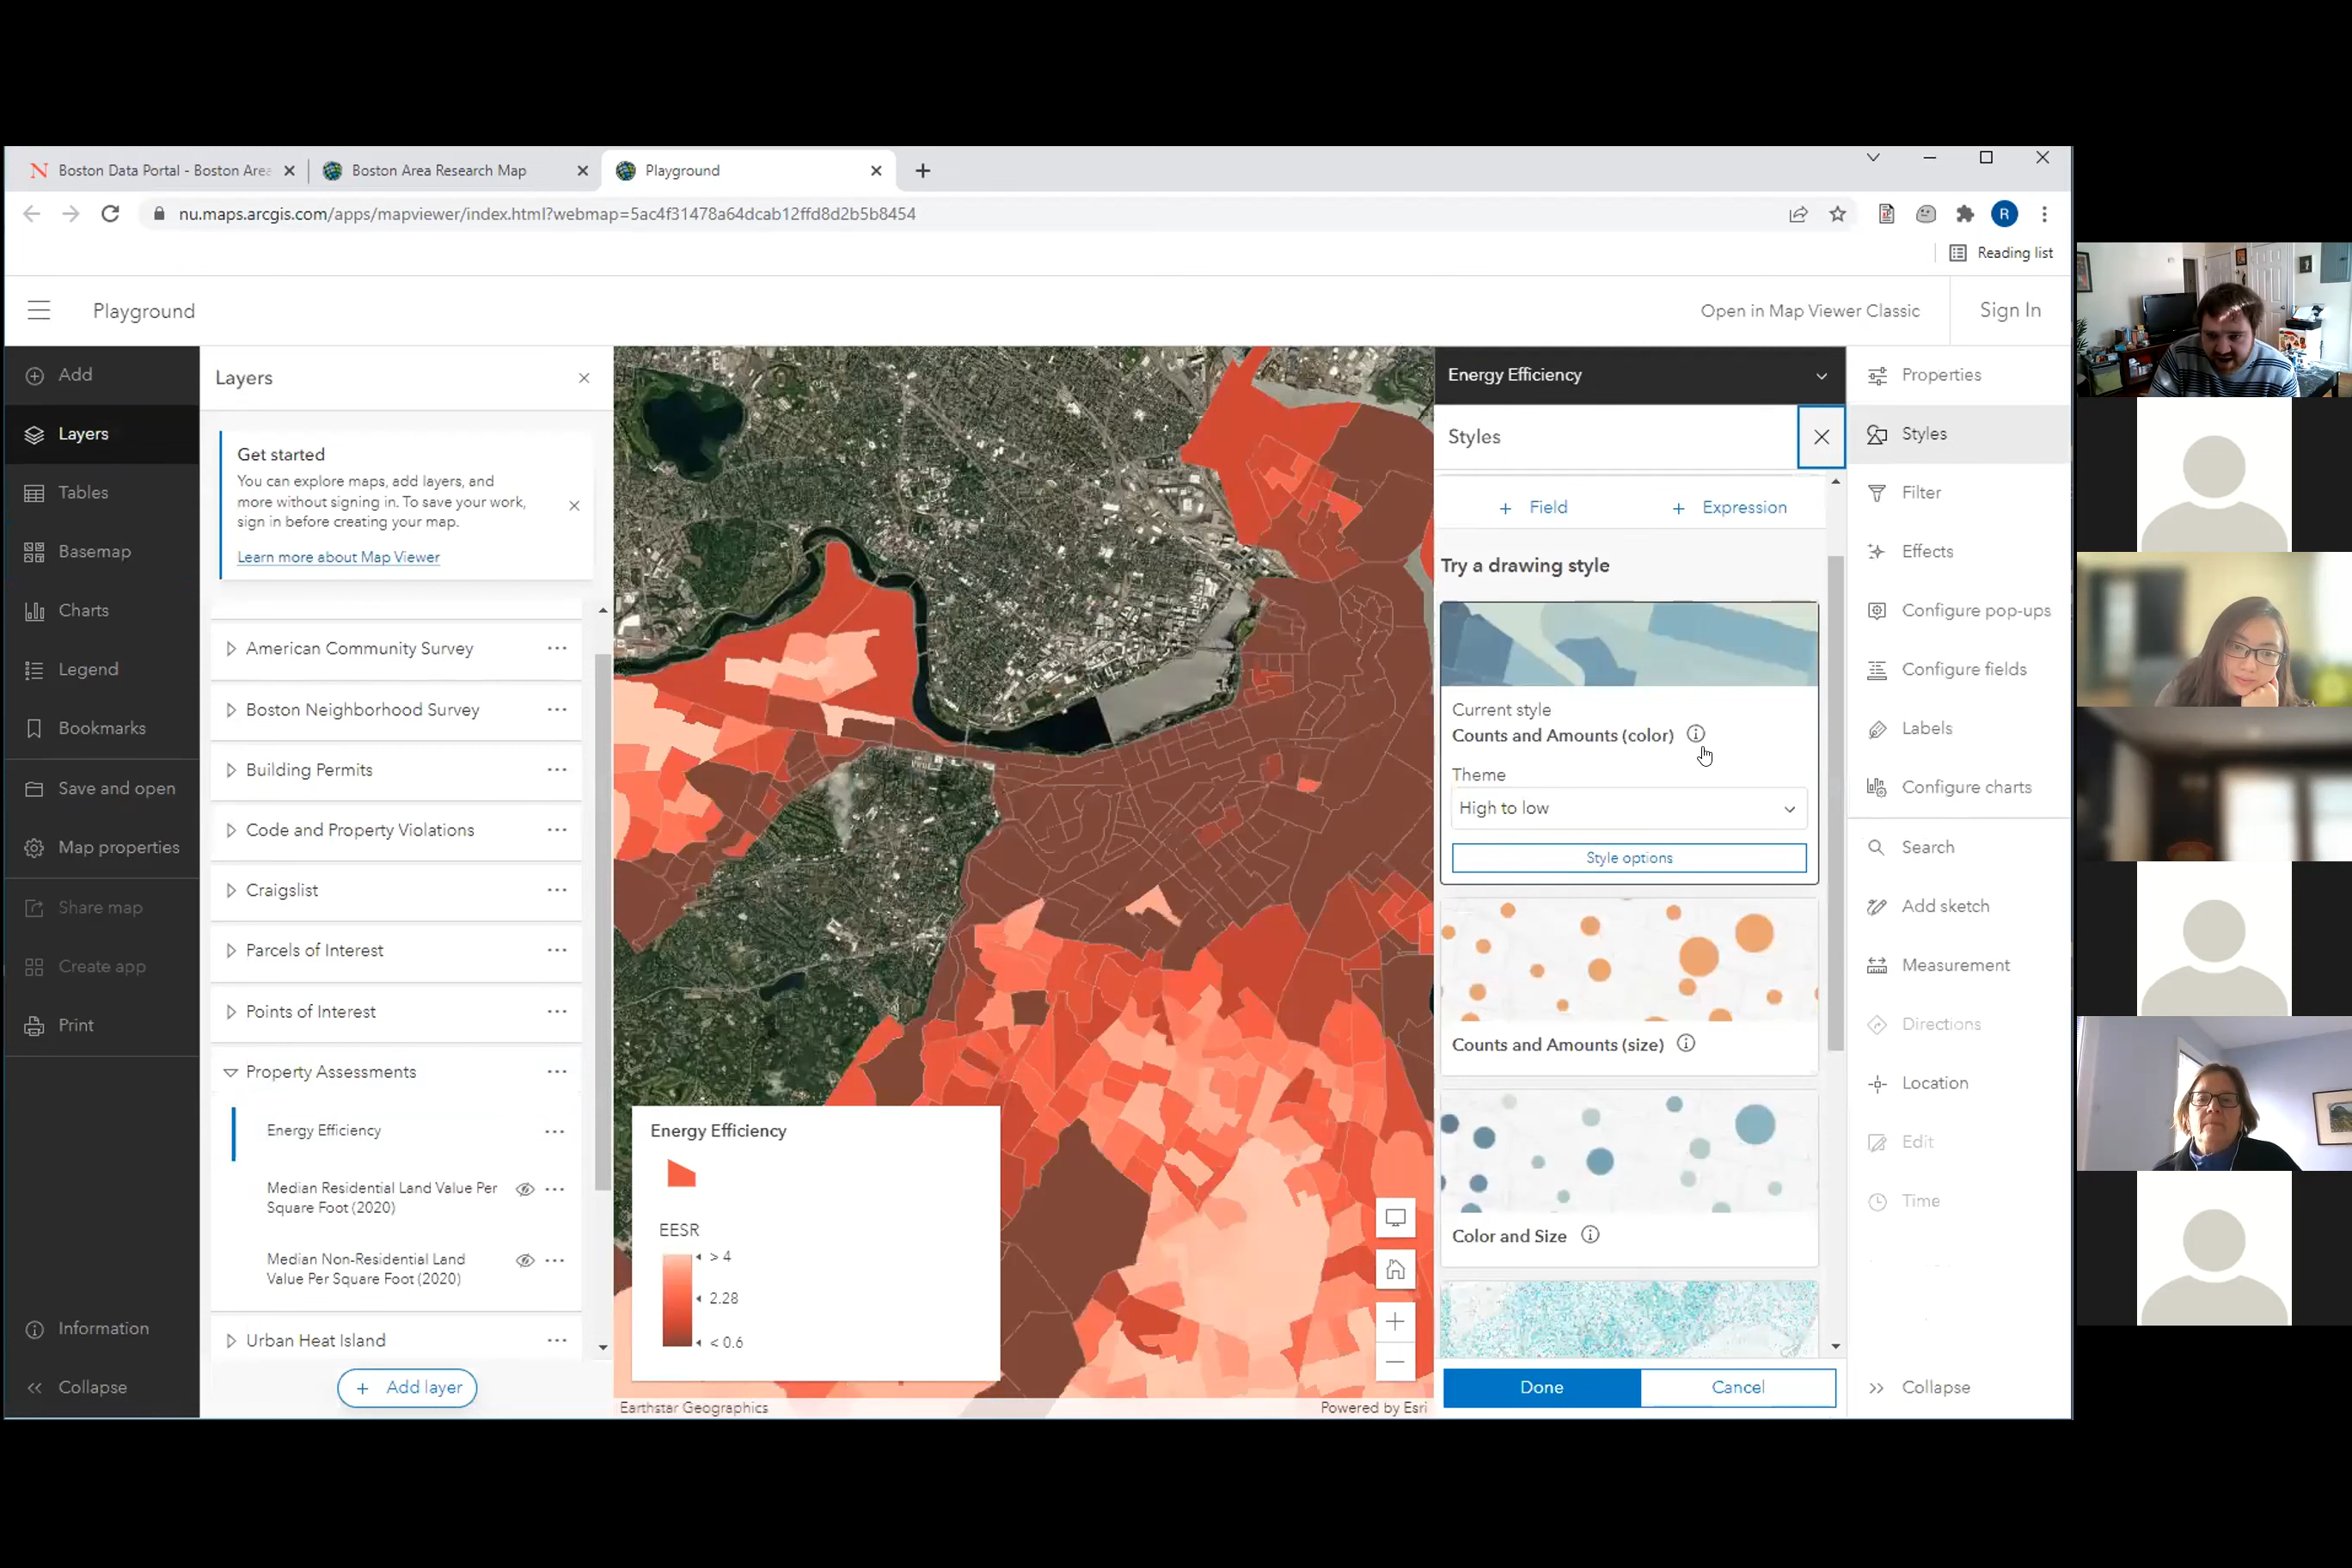 Boston Data Portal - Boston Area
Boston Area Research Map
Playground
nu.maps.arcgis.com/apps/mapviewer/index.html?webmap=5ac4f31478a64dcab12ffd8d2b5b8454
R
Reading list
Playground
Open in Map Viewer Classic
Sign In
Add
Layers
Tables
Basemap
Charts
Legend
Bookmarks
Save and open
Map properties
Share map
Create app
Print
Information
Collapse
Layers
Get started
You can explore maps, add layers, and
more without signing in. To save your work,
sign in before creating your map.
Learn more about Map Viewer
American Community Survey
Boston Neighborhood Survey
Building Permits
Code and Property Violations
Craigslist
Parcels of Interest
Points of Interest
Property Assessments
Energy Efficiency
Median Residential Land Value Per
Square Foot (2020)
Median Non-Residential Land
Value Per Square Foot (2020)
Urban Heat Island
+ Add layer
Energy Efficiency
EESR
> 4
2.28
< 0.6
Earthstar Geographics
Powered by Esri
Energy Efficiency
Styles
+ Field
+ Expression
Try a drawing style
Current style
Counts and Amounts (color)
Theme
High to low
Style options
Counts and Amounts (size)
Color and Size
Done
Cancel
Properties
Styles
Filter
Effects
Configure pop-ups
Configure fields
Labels
Configure charts
Search
Add sketch
Measurement
Directions
Location
Edit
Time
Collapse